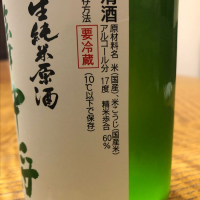 清酒
原材料名 米(国産)、米こうじ(国産米)
アルコール分 17度 精米歩合 60%
存方法
要冷蔵
(10℃以下で保存)
生純米原酒